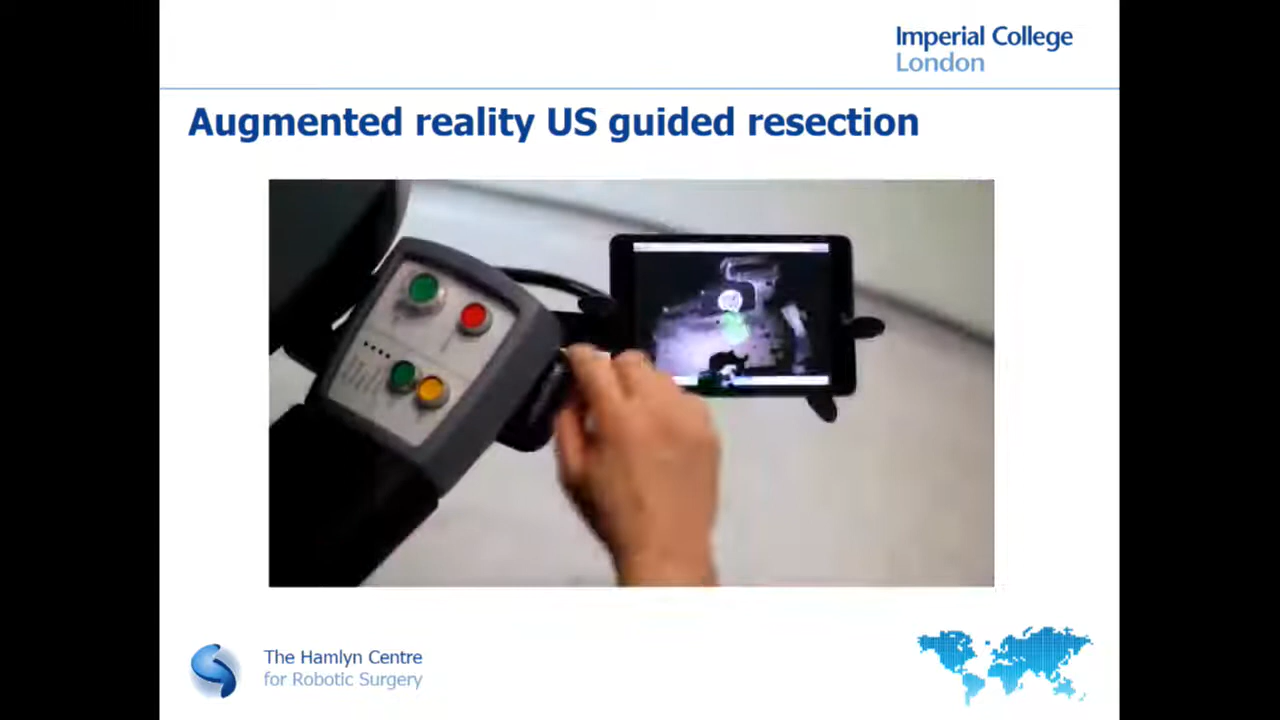 Imperial College
London
Augmented reality US guided resection
The Hamlyn Centre
for Robotic Surgery